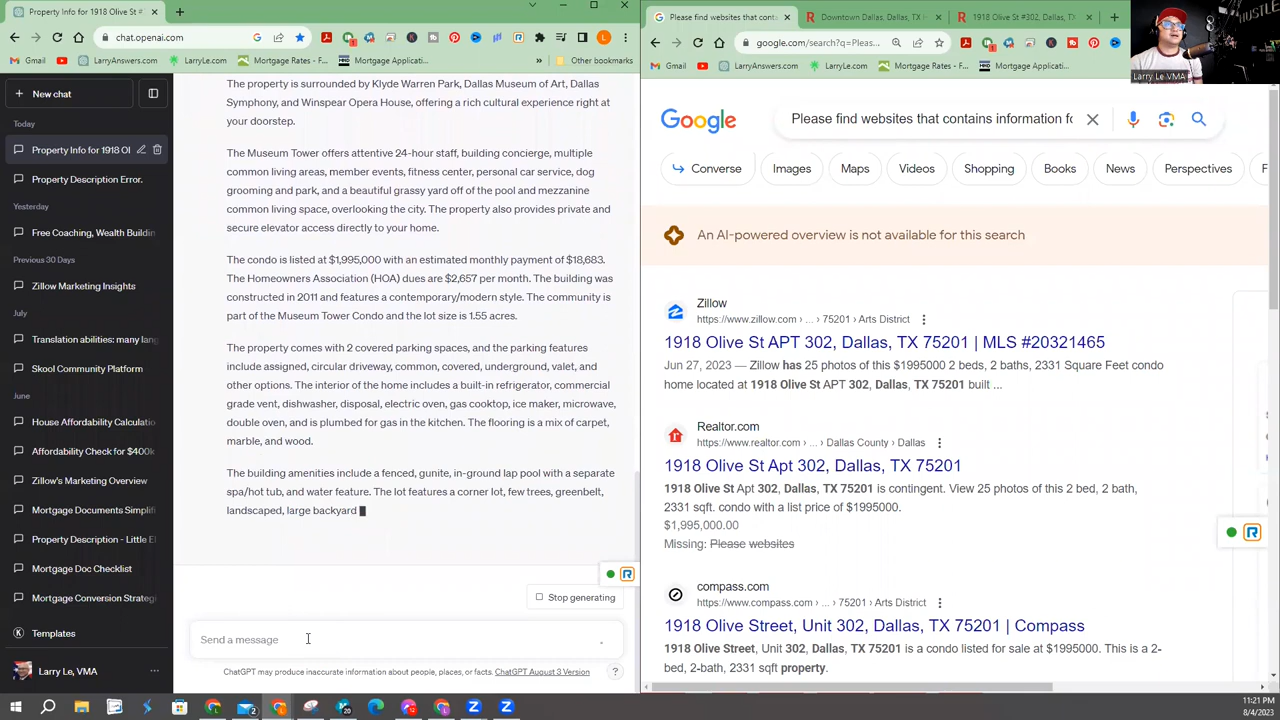 Property Info for 1918 Olive St #
Please find websites that conta
Downtown Dallas, Dallas, TX H
1918 Olive St #302, Dallas, TX
HUSTLE
chat.openai.com
google.com/search?q=Pleas...
Gmail
YouTube
LarryAnswers.com
LarryLe.com
Mortgage Rates - F...
Mortgage Applicati...
»
Other bookmarks
Gmail
LarryAnswers.com
LarryLe.com
Mortgage Rates - F...
Mortgage Applicati...
Larry Le VMA
New chat
Today
Property Info for 1918 Ol
Property Description Error.
Yesterday
Free Coaching, Wealth Buildin
Previous 30 Days
Zillow Marketing Insights
July
Translation abilities: many lang
Skool Community Platform
June
House Affordability Calculatio
Affordability Check for $400k
Zillow's Marketing Overview
Mortgage Documents Simplifi
Property Description - Little El
Mortgage Doc Checklist
Mortgage Conversion Strategi
Templates
Larry Le, VMA
The property is surrounded by Klyde Warren Park, Dallas Museum of Art, Dallas
Symphony, and Winspear Opera House, offering a rich cultural experience right at
your doorstep.
The Museum Tower offers attentive 24-hour staff, building concierge, multiple
common living areas, member events, fitness center, personal car service, dog
grooming and park, and a beautiful grassy yard off of the pool and mezzanine
common living space, overlooking the city. The property also provides private and
secure elevator access directly to your home.
The condo is listed at $1,995,000 with an estimated monthly payment of $18,683.
The Homeowners Association (HOA) dues are $2,657 per month. The building was
constructed in 2011 and features a contemporary/modern style. The community is
part of the Museum Tower Condo and the lot size is 1.55 acres.
The property comes with 2 covered parking spaces, and the parking features
include assigned, circular driveway, common, covered, underground, valet, and
other options. The interior of the home includes a built-in refrigerator, commercial
grade vent, dishwasher, disposal, electric oven, gas cooktop, ice maker, microwave,
double oven, and is plumbed for gas in the kitchen. The flooring is a mix of carpet,
marble, and wood.
The building amenities include a fenced, gunite, in-ground lap pool with a separate
spa/hot tub, and water feature. The lot features a corner lot, few trees, greenbelt,
landscaped, large backyard
Stop generating
Send a message
ChatGPT may produce inaccurate information about people, places, or facts. ChatGPT August 3 Version
?
Google
Please find websites that contains information fo
Converse
Images
Maps
Videos
Shopping
Books
News
Perspectives
F
An AI-powered overview is not available for this search
Zillow
https://www.zillow.com › ... › 75201 › Arts District
1918 Olive St APT 302, Dallas, TX 75201 | MLS #20321465
Jun 27, 2023 — Zillow has 25 photos of this $1995000 2 beds, 2 baths, 2331 Square Feet condo
home located at 1918 Olive St APT 302, Dallas, TX 75201 built ...
Realtor.com
https://www.realtor.com › ... › Dallas County › Dallas
1918 Olive St Apt 302, Dallas, TX 75201
1918 Olive St Apt 302, Dallas, TX 75201 is contingent. View 25 photos of this 2 bed, 2 bath,
2331 sqft. condo with a list price of $1995000.
$1,995,000.00
Missing: Please websites
compass.com
https://www.compass.com › ... › 75201 › Arts District
1918 Olive Street, Unit 302, Dallas, TX 75201 | Compass
1918 Olive Street, Unit 302, Dallas, TX 75201 is a condo listed for sale at $1995000. This is a 2-
bed, 2-bath, 2331 sqft property.
11:21 PM
8/4/2023